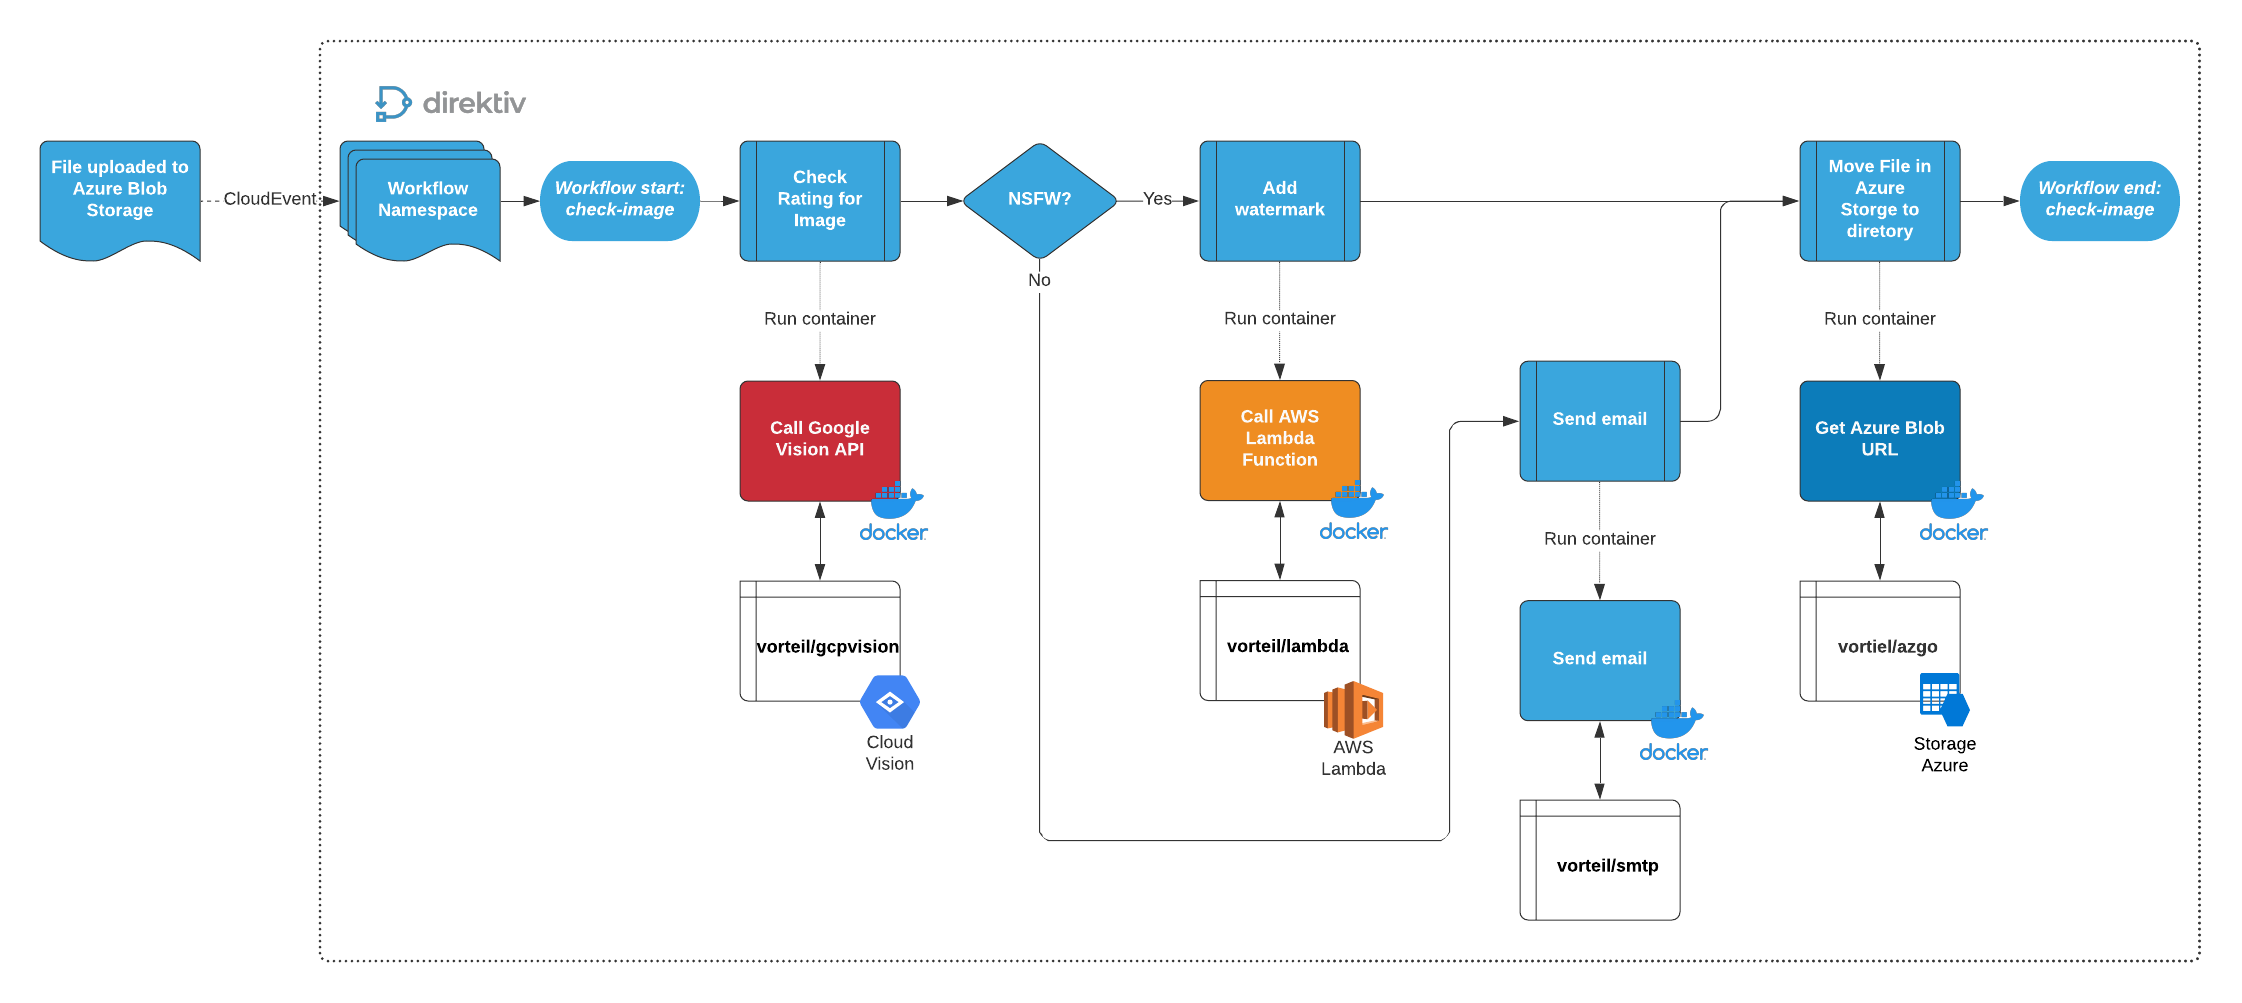 direktiv
File uploaded to
Azure Blob
Storage
CloudEvent
Workflow
Namespace
Workflow start:
check-image
Check
Rating for
Image
NSFW?
Yes
Add
watermark
Move File in
Azure
Storge to
diretory
Workflow end:
check-image
No
Run container
Run container
Run container
Call Google
Vision API
docker
Call AWS
Lambda
Function
docker
Send email
Get Azure Blob
URL
docker
Run container
vorteil/gcpvision
Cloud
Vision
vorteil/lambda
AWS
Lambda
Send email
docker
vortiel/azgo
Storage
Azure
vorteil/smtp